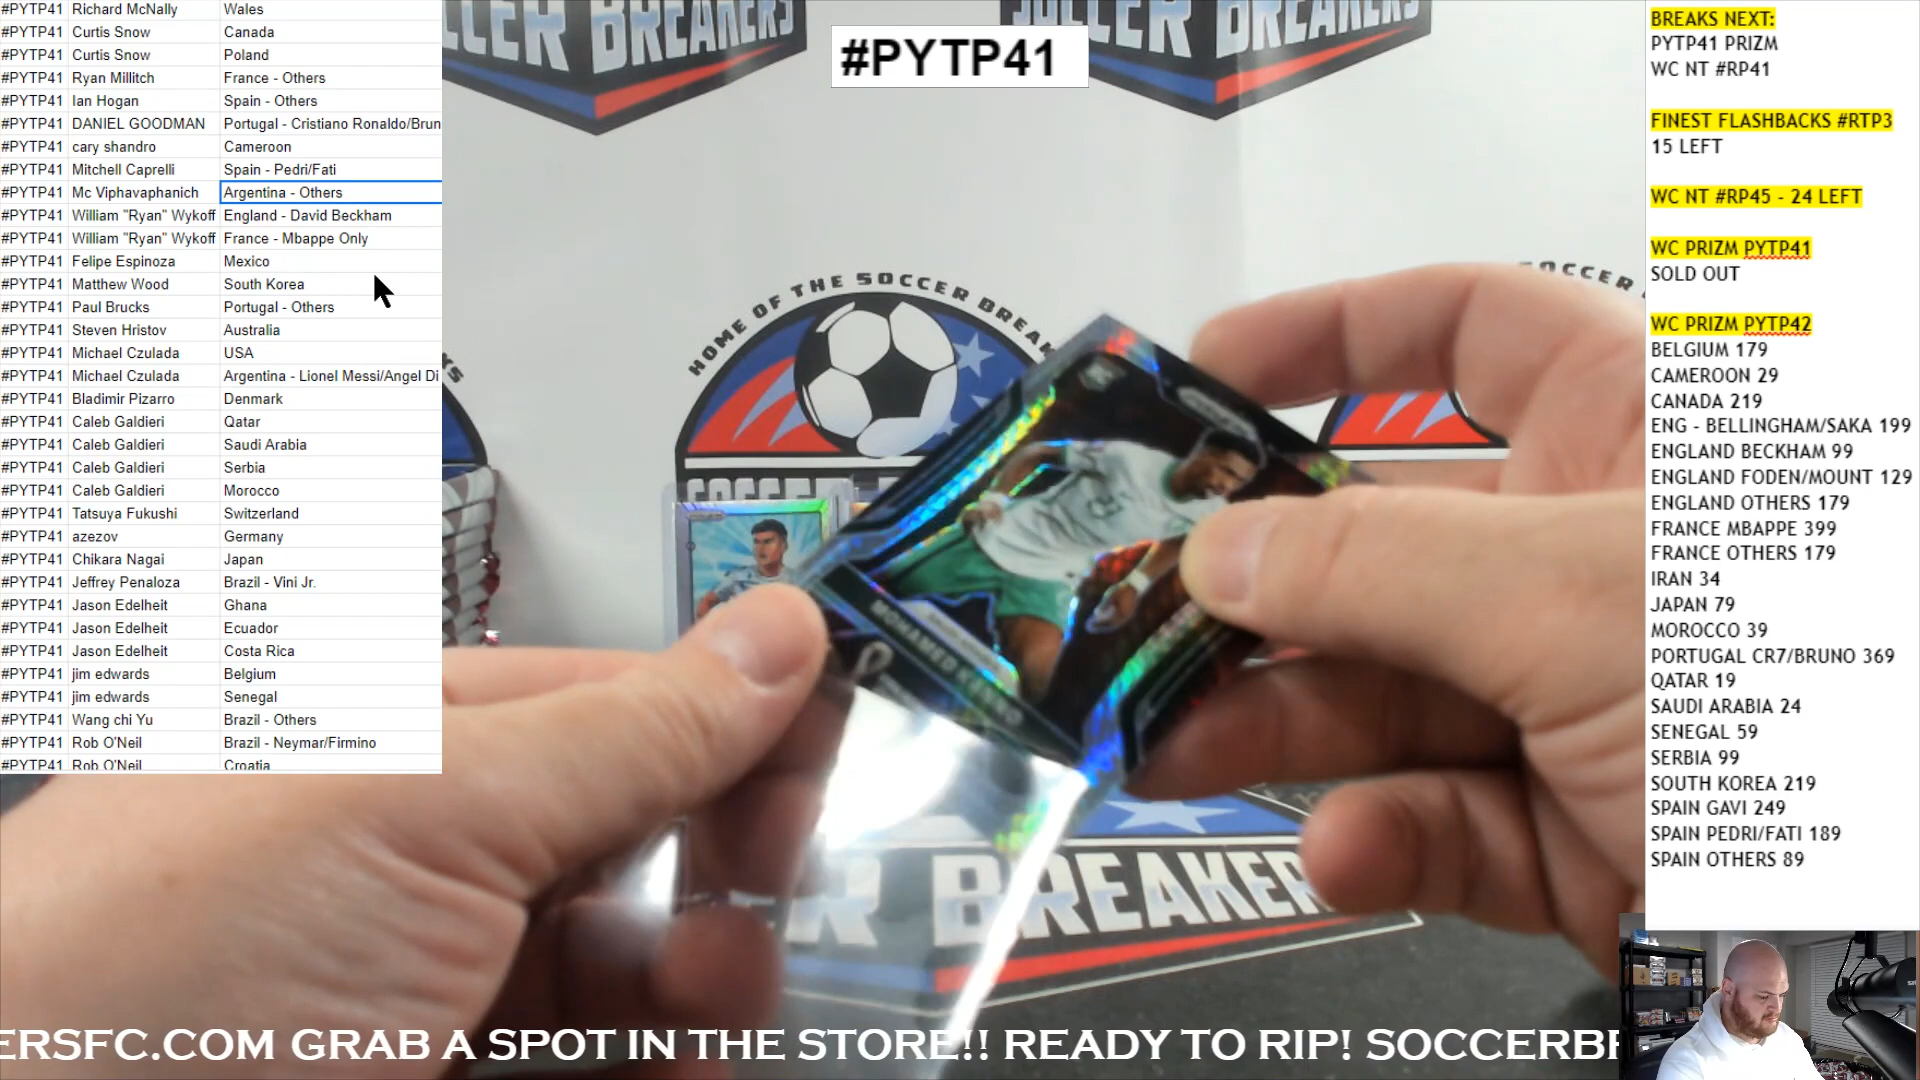 #PYTP41 Richard McNally Wales
#PYTP41 Curtis Snow Canada
#PYTP41 Curtis Snow Poland
#PYTP41 Ryan Millitch France - Others
#PYTP41 Ian Hogan Spain - Others
#PYTP41 DANIEL GOODMAN Portugal - Cristiano Ronaldo/Brun
#PYTP41 cary shandro Cameroon
#PYTP41 Mitchell Caprelli Spain - Pedri/Fati
#PYTP41 Mc Viphavaphanich Argentina - Others
#PYTP41 William "Ryan" Wykoff England - David Beckham
#PYTP41 William "Ryan" Wykoff France - Mbappe Only
#PYTP41 Felipe Espinoza Mexico
#PYTP41 Matthew Wood South Korea
#PYTP41 Paul Brucks Portugal - Others
#PYTP41 Steven Hristov Australia
#PYTP41 Michael Czulada USA
#PYTP41 Michael Czulada Argentina - Lionel Messi/Angel Di
#PYTP41 Bladimir Pizarro Denmark
#PYTP41 Caleb Galdieri Qatar
#PYTP41 Caleb Galdieri Saudi Arabia
#PYTP41 Caleb Galdieri Serbia
#PYTP41 Caleb Galdieri Morocco
#PYTP41 Tatsuya Fukushi Switzerland
#PYTP41 azezov Germany
#PYTP41 Chikara Nagai Japan
#PYTP41 Jeffrey Penaloza Brazil - Vini Jr.
#PYTP41 Jason Edelheit Ghana
#PYTP41 Jason Edelheit Ecuador
#PYTP41 Jason Edelheit Costa Rica
#PYTP41 jim edwards Belgium
#PYTP41 jim edwards Senegal
#PYTP41 Wang chi Yu Brazil - Others
#PYTP41 Rob O'Neil Brazil - Neymar/Firmino
#PYTP41 Rob O'Neil Croatia
#PYTP41
SOCCER BREAKERS
HOME OF THE SOCCER BREAK
SOCCER
MOHAMED KANNO
BREAKER
BREAKS NEXT:
PYTP41 PRIZM
WC NT #RP41
FINEST FLASHBACKS #RTP3
15 LEFT
WC NT #RP45 - 24 LEFT
WC PRIZM PYTP41
SOLD OUT
WC PRIZM PYTP42
BELGIUM 179
CAMEROON 29
CANADA 219
ENG - BELLINGHAM/SAKA 199
ENGLAND BECKHAM 99
ENGLAND FODEN/MOUNT 129
ENGLAND OTHERS 179
FRANCE MBAPPE 399
FRANCE OTHERS 179
IRAN 34
JAPAN 79
MOROCCO 39
PORTUGAL CR7/BRUNO 369
QATAR 19
SAUDI ARABIA 24
SENEGAL 59
SERBIA 99
SOUTH KOREA 219
SPAIN GAVI 249
SPAIN PEDRI/FATI 189
SPAIN OTHERS 89
ERSFC.COM GRAB A SPOT IN THE STORE!! READY TO RIP! SOCCERB